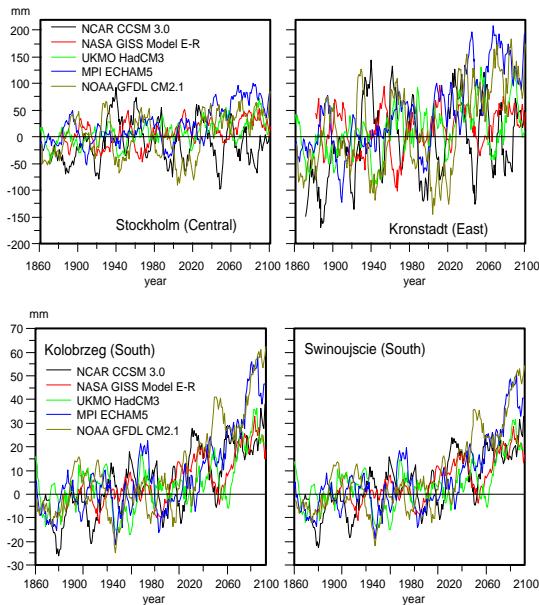 mm
200
150
100
50
0
-50
-100
-150
-200
NCAR CCSM 3.0
NASA GISS Model E-R
UKMO HadCM3
MPI ECHAM5
NOAA GFDL CM2.1
Stockholm (Central)
1860 1900 1940 1980 2020 2060 2100
year
Kronstadt (East)
1860 1900 1940 1980 2020 2060 2100
year
mm
70
60
50
40
30
20
10
0
-10
-20
-30
Kolobrzeg (South)
NCAR CCSM 3.0
NASA GISS Model E-R
UKMO HadCM3
MPI ECHAM5
NOAA GFDL CM2.1
1860 1900 1940 1980 2020 2060 2100
year
Swinoujscie (South)
1860 1900 1940 1980 2020 2060 2100
year